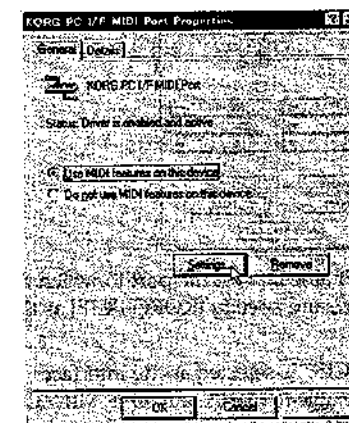 KORG PC I/F MIDI Port Properties
General Details
KORG PC I/F MIDI Port
Status: Driver is enabled and active
Use MIDI features on this device
Do not use MIDI features on this device
Settings Remove
OK Cancel